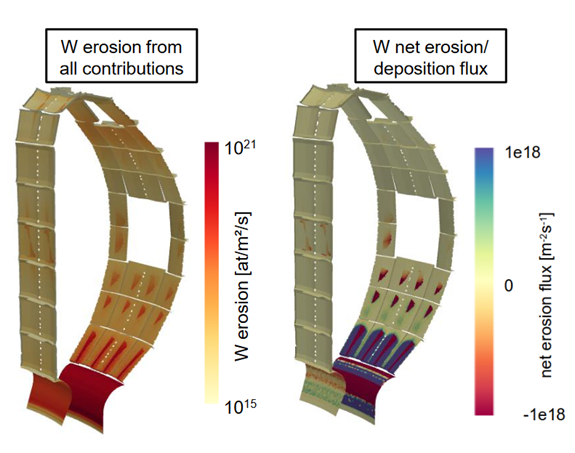 W erosion from
all contributions
W net erosion/
deposition flux
10²¹
W erosion [at/m²/s]
10¹⁵
1e18
0
-1e18
net erosion flux [m⁻²s⁻¹]